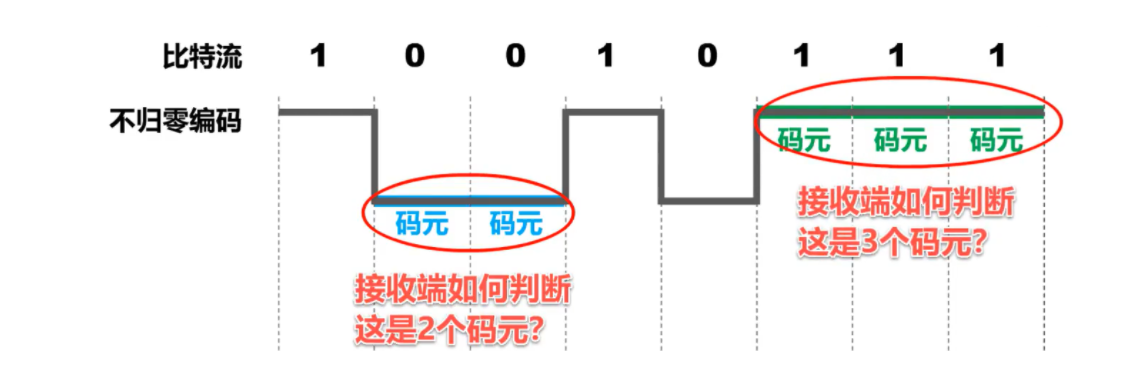 比特流 1 0 0 1 0 1 1 1
不归零编码
码元 码元 码元
码元 码元
接收端如何判断
这是3个码元?
接收端如何判断
这是2个码元?